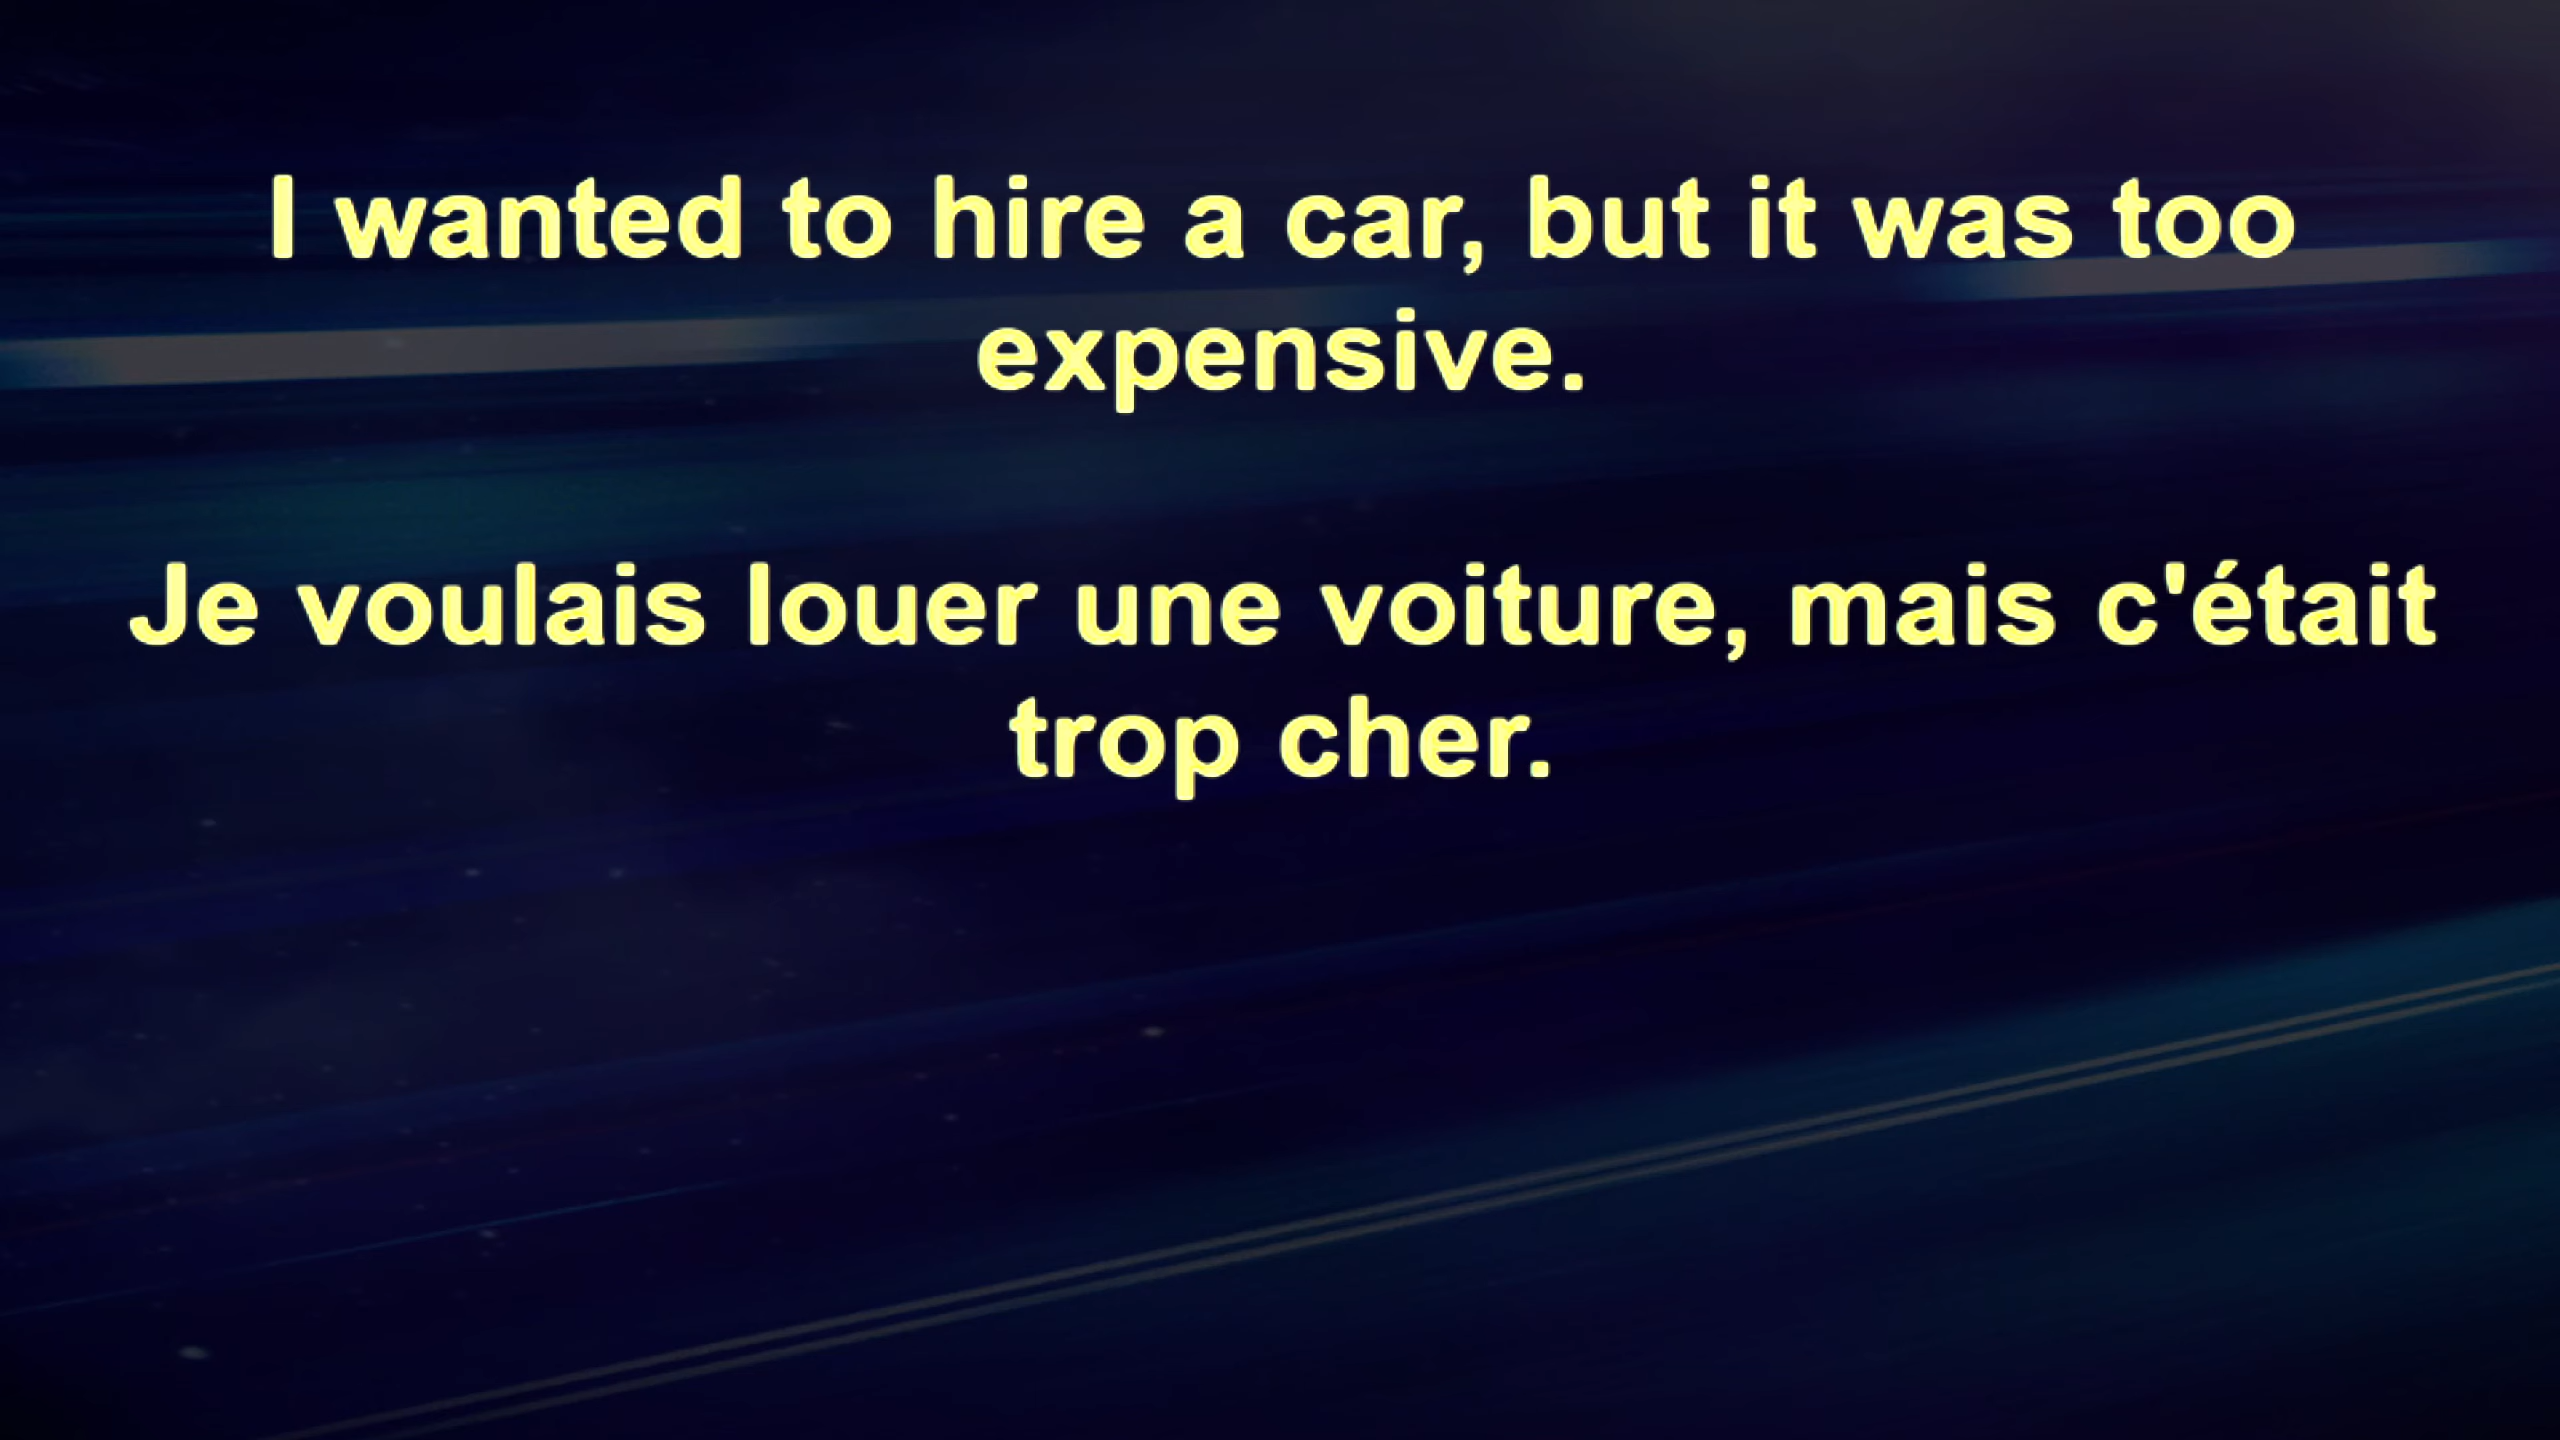 I wanted to hire a car, but it was too
expensive.
Je voulais louer une voiture, mais c'était
trop cher.